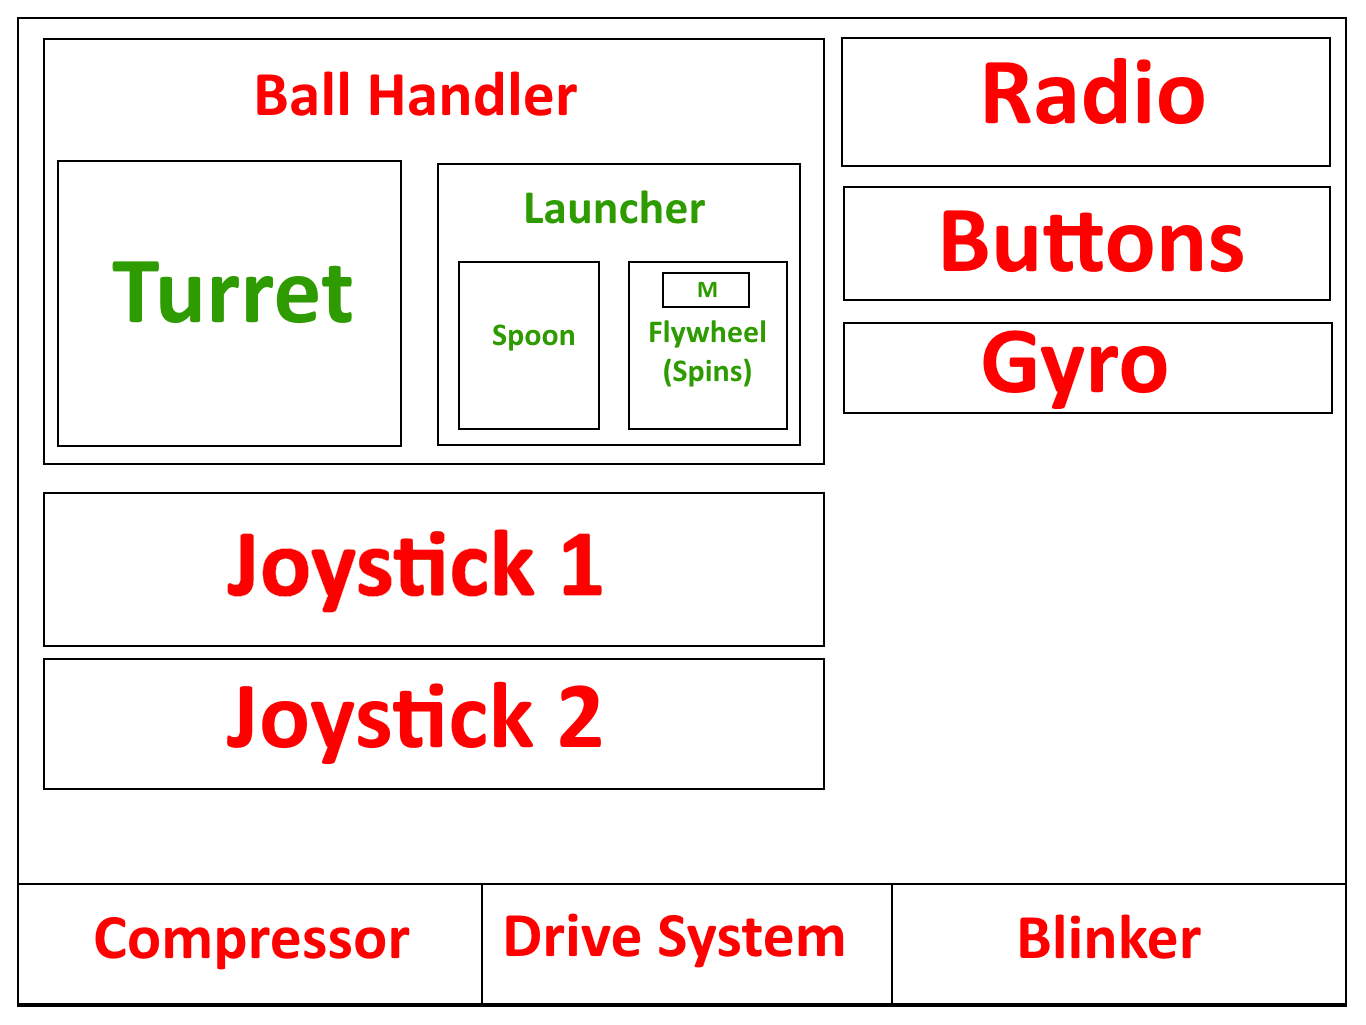 Ball Handler
Turret
Launcher
Spoon
M
Flywheel
(Spins)
Radio
Buttons
Gyro
Joystick 1
Joystick 2
Compressor
Drive System
Blinker